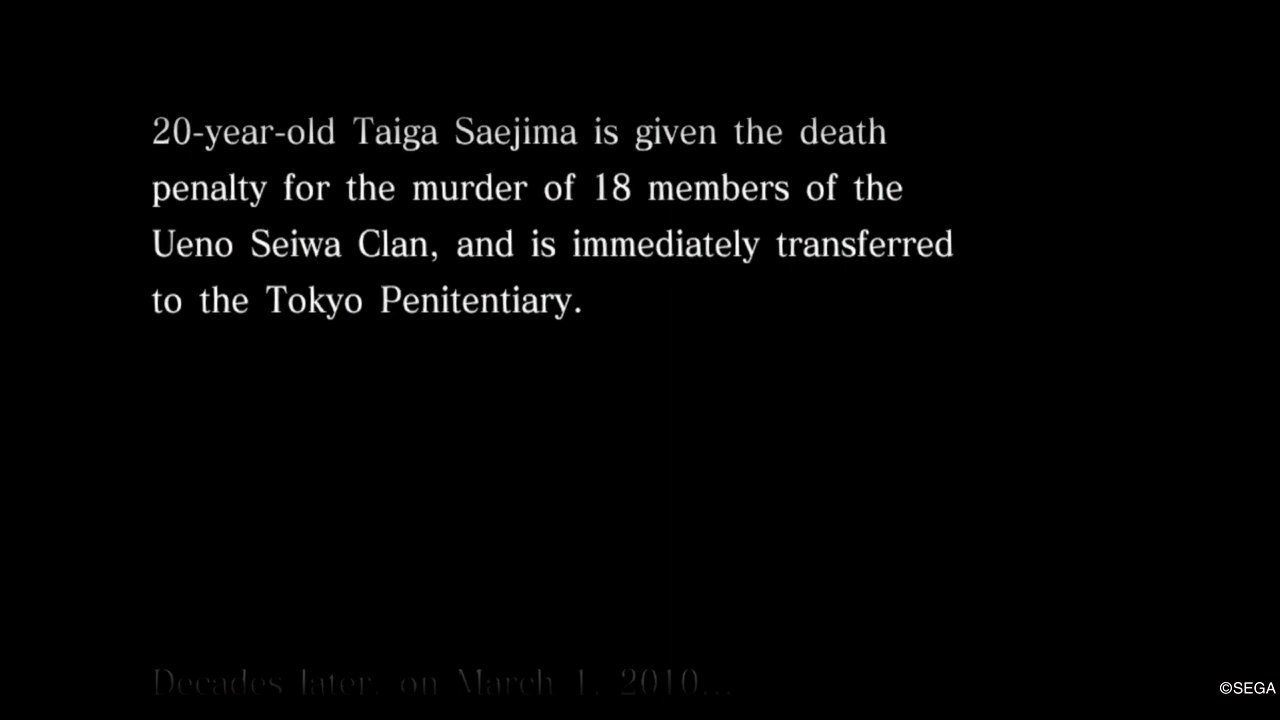 20-year-old Taiga Saejima is given the death
penalty for the murder of 18 members of the
Ueno Seiwa Clan, and is immediately transferred
to the Tokyo Penitentiary.
Decades later, on March 1, 2010...
©SEGA